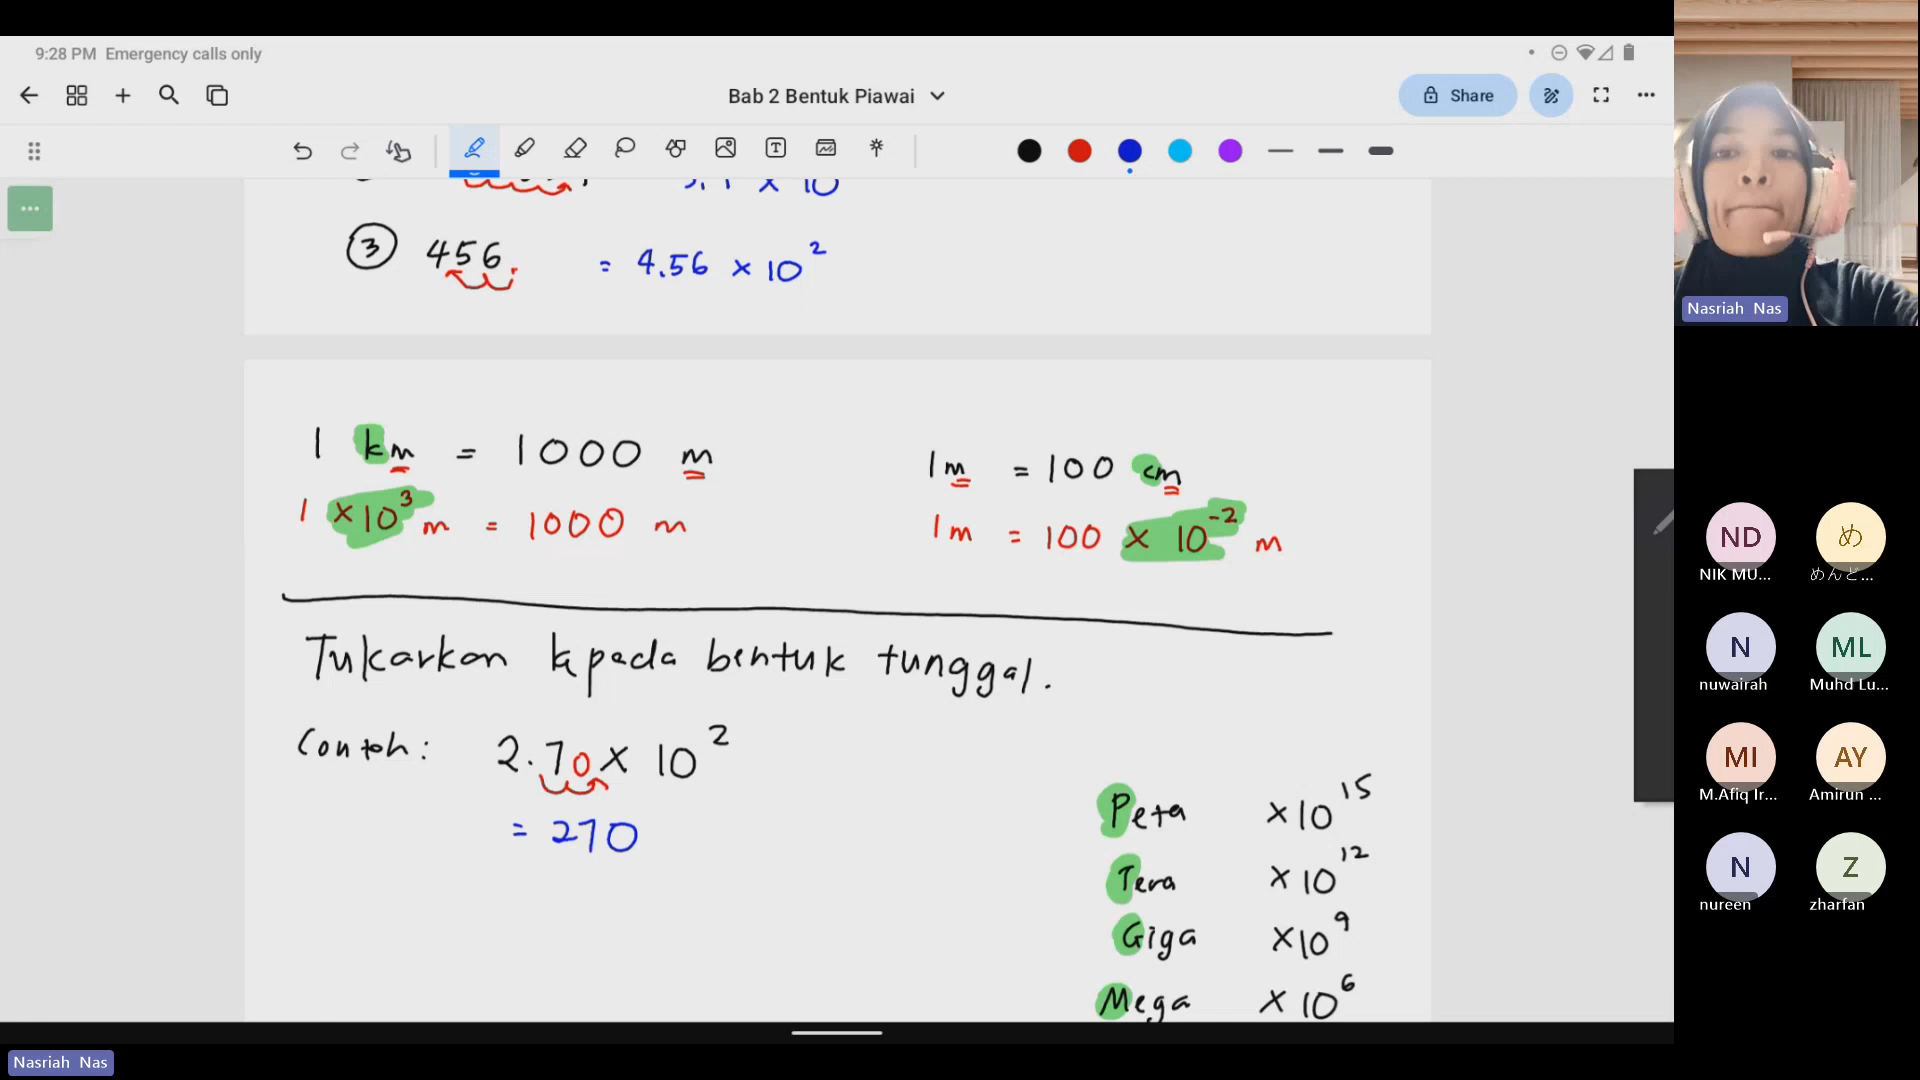 9:28 PM Emergency calls only
Bab 2 Bentuk Piawai
Share
③ 456. = 4.56 × 10²
1 km = 1000 m
1 × 10³ m = 1000 m
1m = 100 cm
1m = 100 × 10⁻² m
Tukarkan kpada bentuk tunggal.
Contoh: 2.70 × 10²
= 270
Peta ×10¹⁵
Tera ×10¹²
Giga ×10⁹
Mega ×10⁶
Nasriah Nas
ND
NIK MU...
め
めんど...
N
nuwairah
ML
Muhd Lu...
MI
M.Afiq Ir...
AY
Amirun ...
N
nureen
Z
zharfan
Nasriah Nas